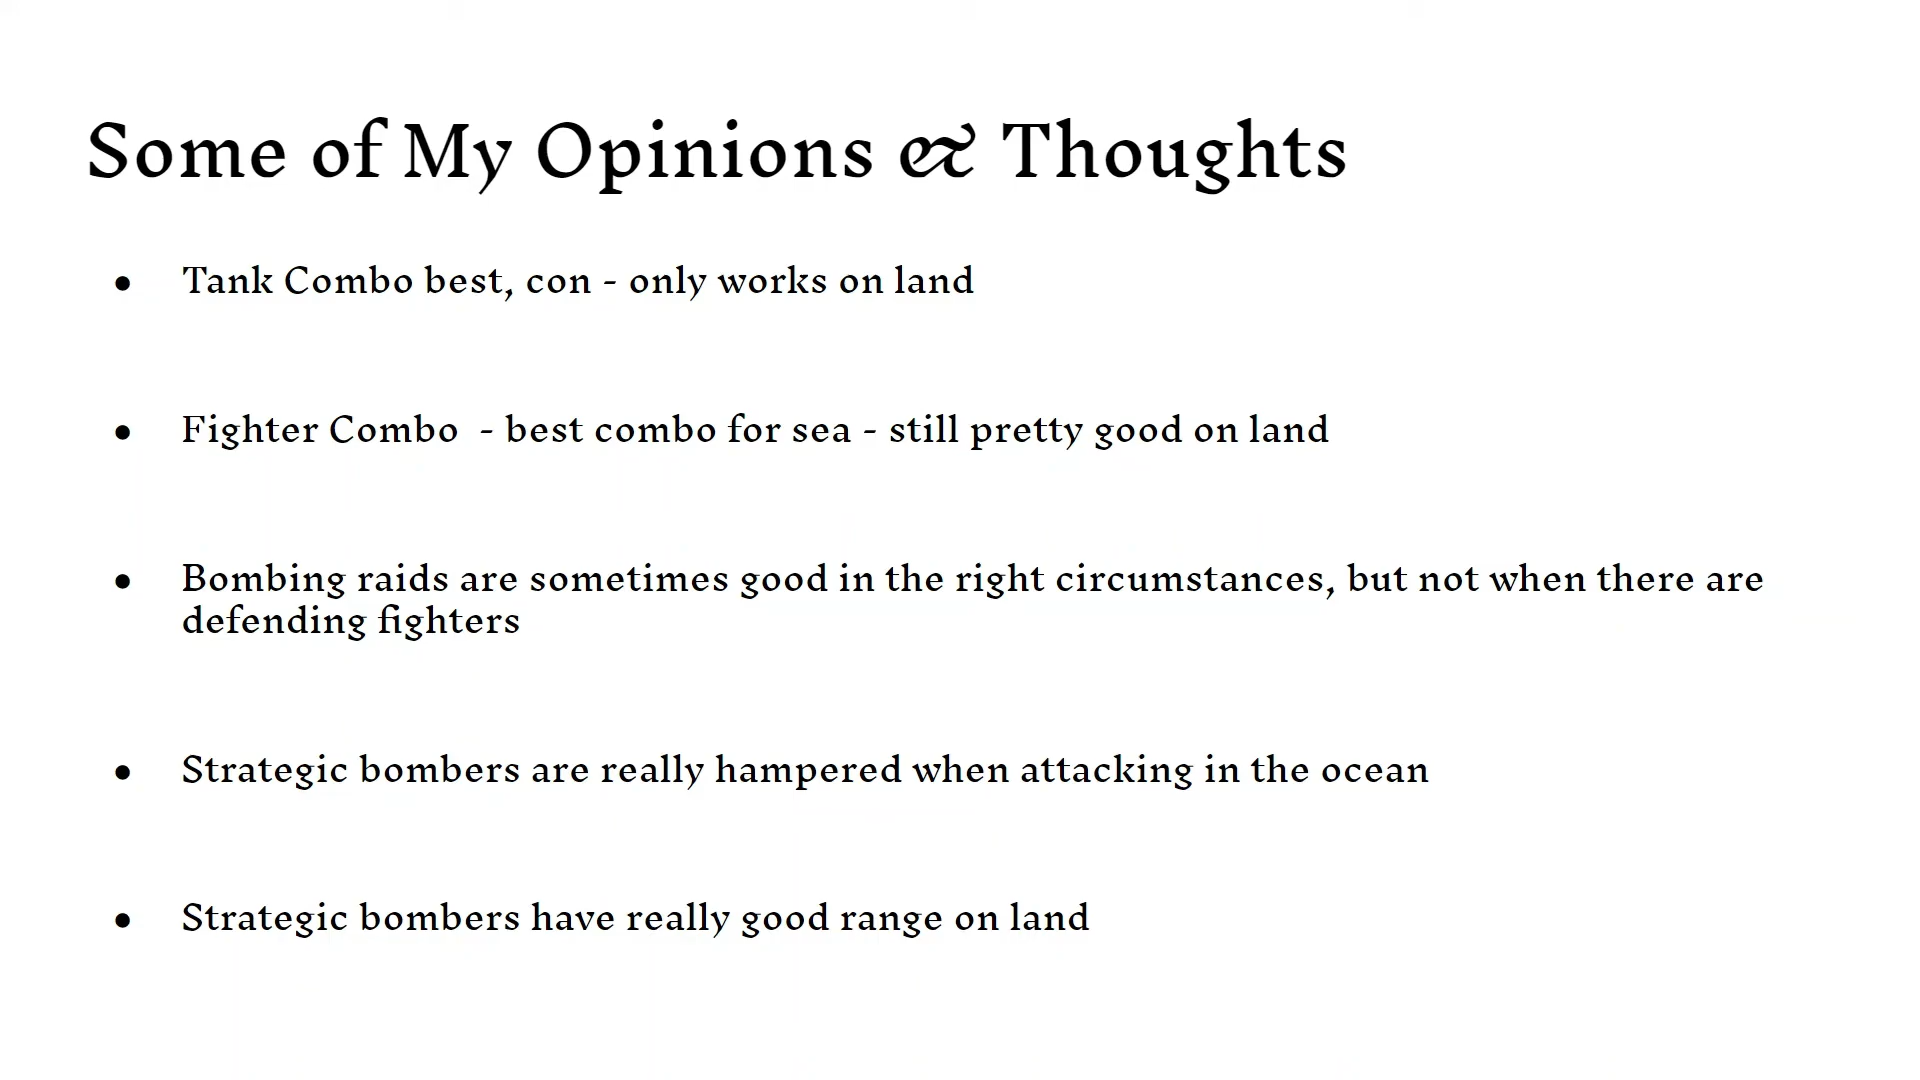 Some of My Opinions & Thoughts
● Tank Combo best, con - only works on land
● Fighter Combo  - best combo for sea - still pretty good on land
● Bombing raids are sometimes good in the right circumstances, but not when there are
defending fighters
● Strategic bombers are really hampered when attacking in the ocean
● Strategic bombers have really good range on land